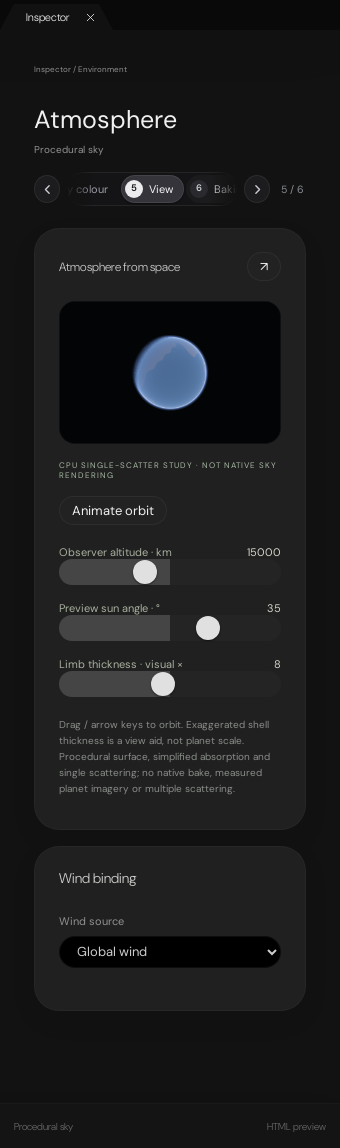 Inspector
Inspector / Environment
Atmosphere
Procedural sky
colour 5 View 6 5 / 6
Atmosphere from space
CPU SINGLE-SCATTER STUDY · NOT NATIVE SKY
RENDERING
Animate orbit
Observer altitude · km 15000
Preview sun angle · ° 35
Limb thickness · visual × 8
Drag / arrow keys to orbit. Exaggerated shell
thickness is a view aid, not planet scale.
Procedural surface, simplified absorption and
single scattering; no native bake, measured
planet imagery or multiple scattering.
Wind binding
Wind source
Global wind
Procedural sky HTML preview